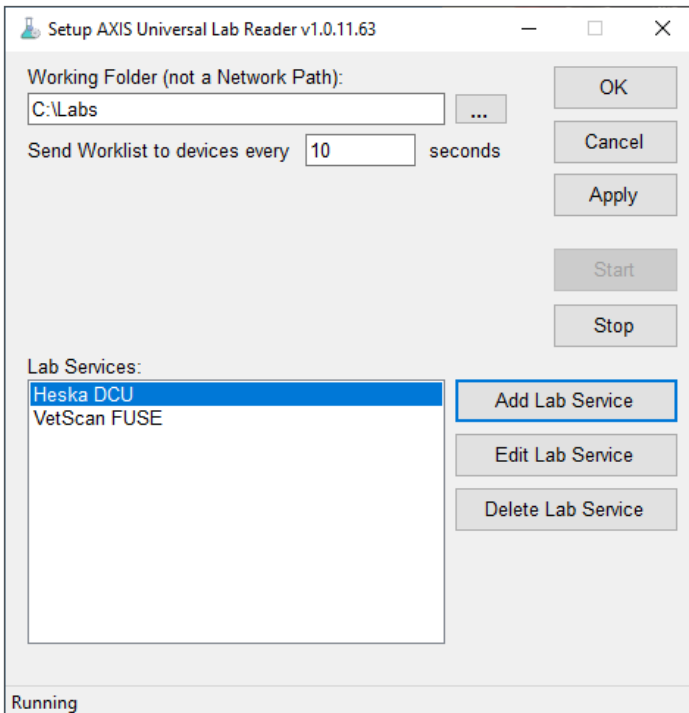 Setup AXIS Universal Lab Reader v1.0.11.63
Working Folder (not a Network Path):
C:\Labs
...
OK
Send Worklist to devices every 10 seconds
Cancel
Apply
Start
Stop
Lab Services:
Heska DCU
VetScan FUSE
Add Lab Service
Edit Lab Service
Delete Lab Service
Running